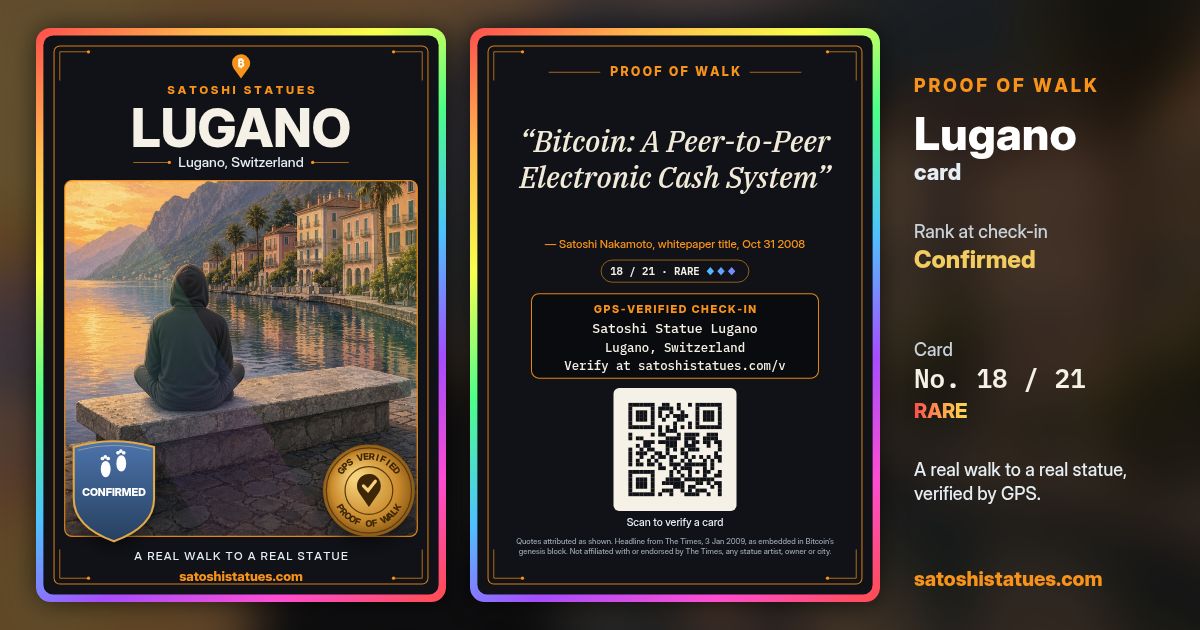 SATOSHI STATUES
LUGANO
Lugano, Switzerland
CONFIRMED
GPS VERIFIED
PROOF OF WALK
A REAL WALK TO A REAL STATUE
satoshistatues.com
PROOF OF WALK
“Bitcoin: A Peer-to-Peer
Electronic Cash System”
— Satoshi Nakamoto, whitepaper title, Oct 31 2008
18 / 21 · RARE
GPS-VERIFIED CHECK-IN
Satoshi Statue Lugano
Lugano, Switzerland
Verify at satoshistatues.com/v
Scan to verify a card
Quotes attributed as shown. Headline from The Times, 3 Jan 2009, as embedded in Bitcoin's
genesis block. Not affiliated with or endorsed by The Times, any statue artist, owner or city.
PROOF OF WALK
Lugano
card
Rank at check-in
Confirmed
Card
No. 18 / 21
RARE
A real walk to a real statue,
verified by GPS.
satoshistatues.com